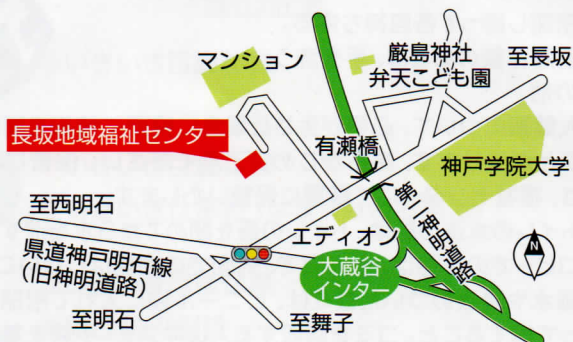 マンション
厳島神社
弁天こども園
至長坂
長坂地域福祉センター
有瀬橋
神戸学院大学
至西明石
エディオン
第二神明道路
県道神戸明石線
(旧神明道路)
大蔵谷
インター
N
至明石
至舞子